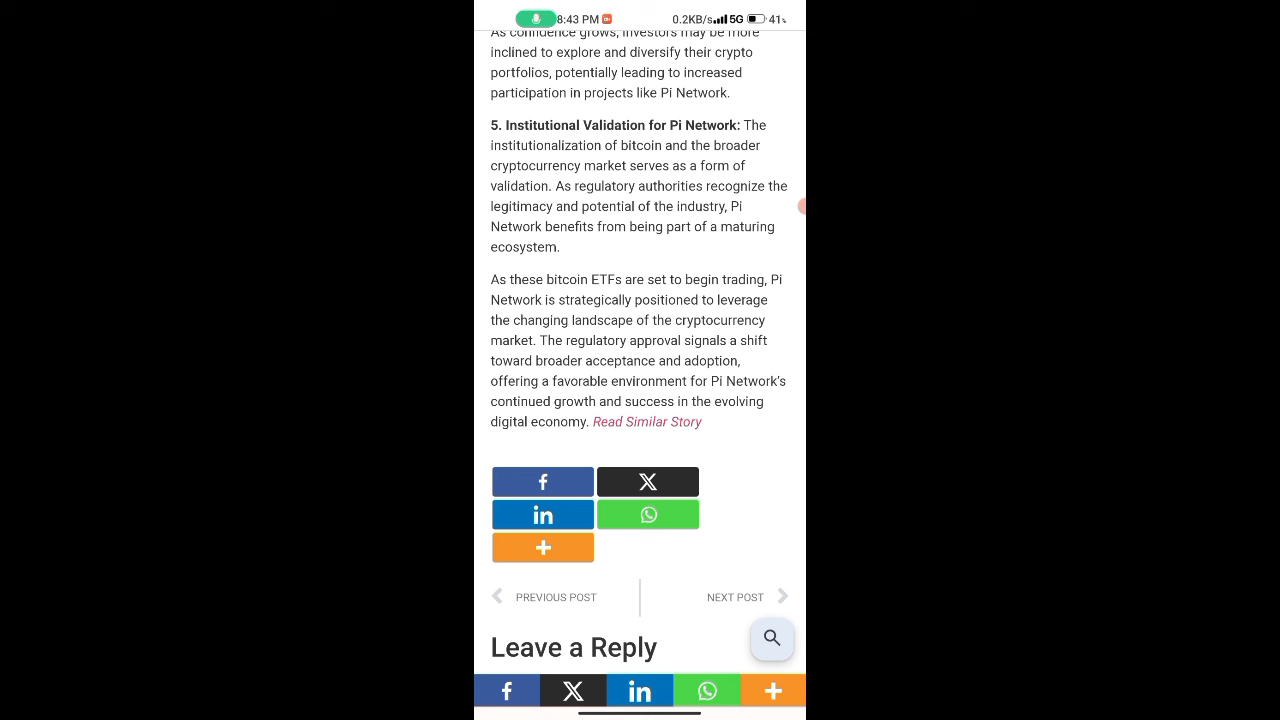 8:43 PM 0.2KB/s 5G 41%
As confidence grows, investors may be more
inclined to explore and diversify their crypto
portfolios, potentially leading to increased
participation in projects like Pi Network.
5. Institutional Validation for Pi Network: The
institutionalization of bitcoin and the broader
cryptocurrency market serves as a form of
validation. As regulatory authorities recognize the
legitimacy and potential of the industry, Pi
Network benefits from being part of a maturing
ecosystem.
As these bitcoin ETFs are set to begin trading, Pi
Network is strategically positioned to leverage
the changing landscape of the cryptocurrency
market. The regulatory approval signals a shift
toward broader acceptance and adoption,
offering a favorable environment for Pi Network's
continued growth and success in the evolving
digital economy. Read Similar Story
PREVIOUS POST NEXT POST
Leave a Reply